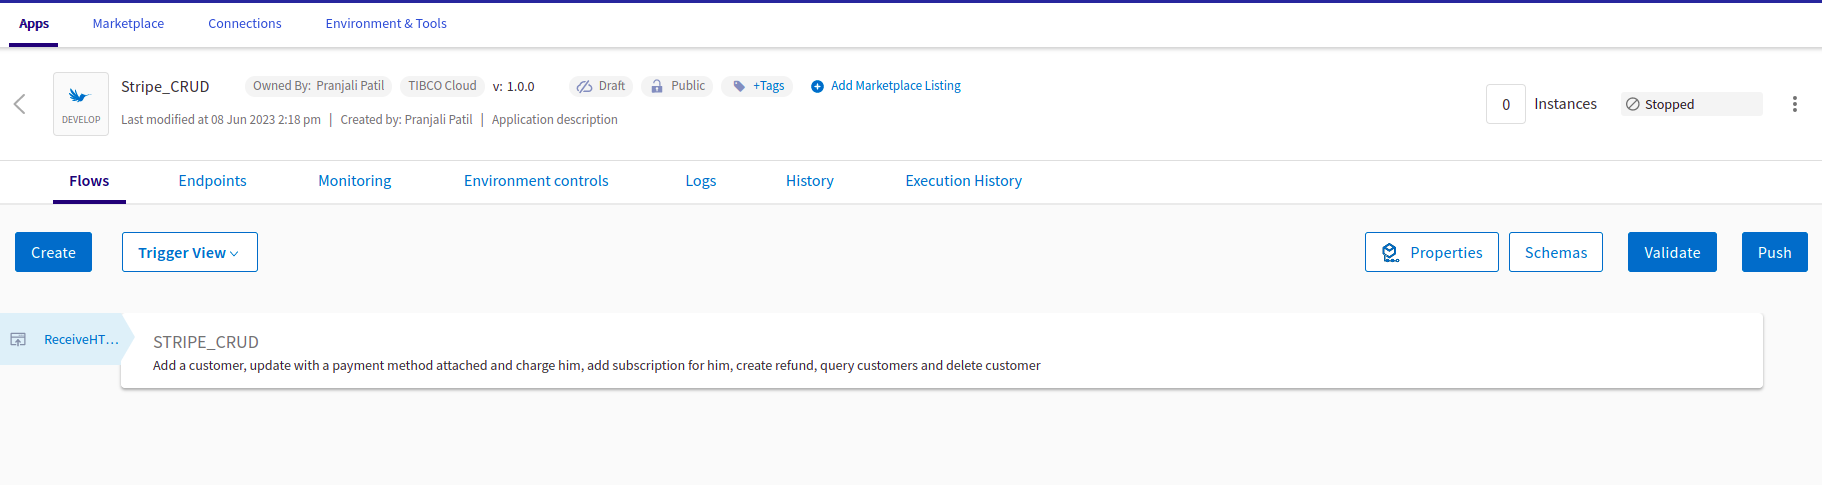 Apps Marketplace Connections Environment & Tools
Stripe_CRUD Owned By: Pranjali Patil TIBCO Cloud v: 1.0.0 Draft Public +Tags Add Marketplace Listing
DEVELOP
Last modified at 08 Jun 2023 2:18 pm | Created by: Pranjali Patil | Application description
0 Instances Stopped
Flows Endpoints Monitoring Environment controls Logs History Execution History
Create Trigger View Properties Schemas Validate Push
ReceiveHT...
STRIPE_CRUD
Add a customer, update with a payment method attached and charge him, add subscription for him, create refund, query customers and delete customer